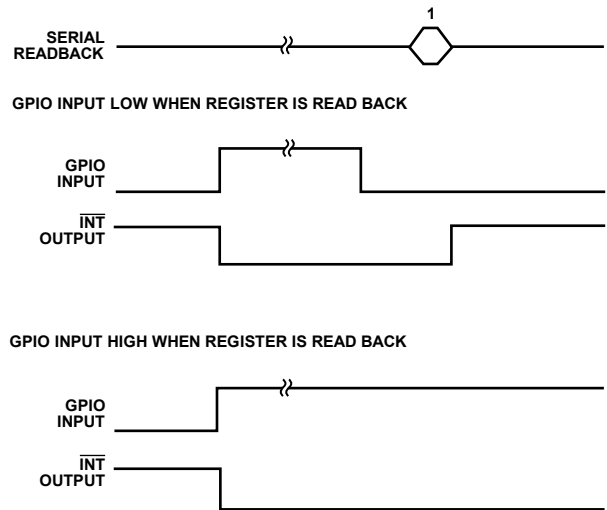 1
SERIAL
READBACK
GPIO INPUT LOW WHEN REGISTER IS READ BACK
GPIO
INPUT
INT
OUTPUT
GPIO INPUT HIGH WHEN REGISTER IS READ BACK
GPIO
INPUT
INT
OUTPUT